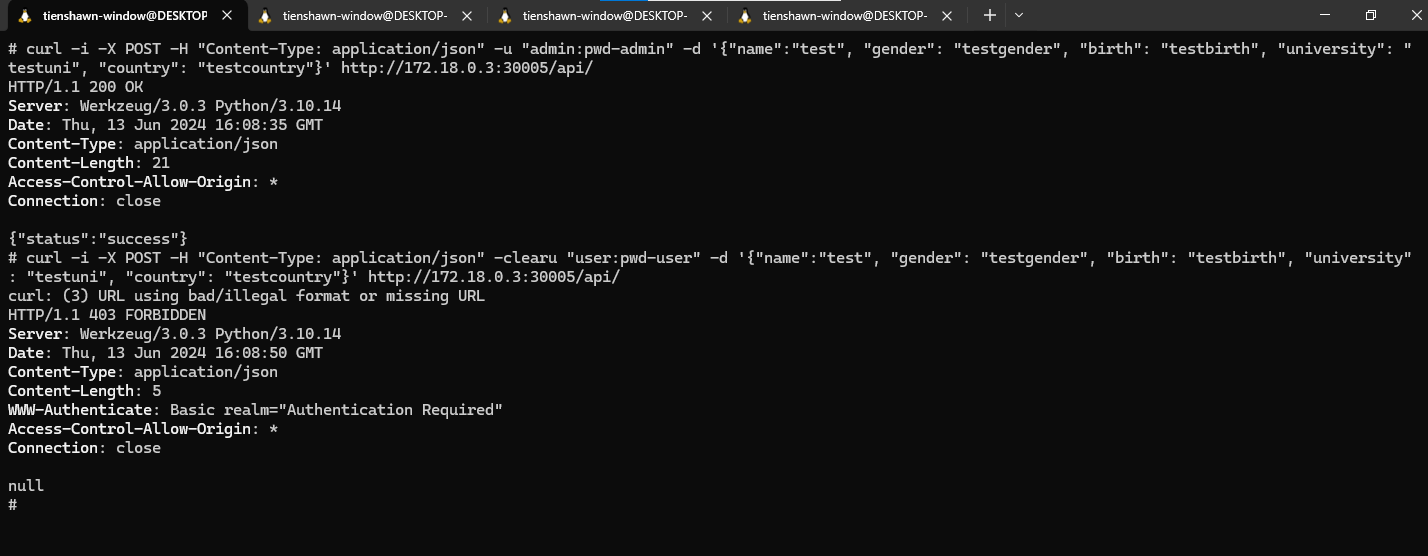 tienshawn-window@DESKTOP- tienshawn-window@DESKTOP- tienshawn-window@DESKTOP- tienshawn-window@DESKTOP-
# curl -i -X POST -H "Content-Type: application/json" -u "admin:pwd-admin" -d '{"name":"test", "gender": "testgender", "birth": "testbirth", "university": "
testuni", "country": "testcountry"}' http://172.18.0.3:30005/api/
HTTP/1.1 200 OK
Server: Werkzeug/3.0.3 Python/3.10.14
Date: Thu, 13 Jun 2024 16:08:35 GMT
Content-Type: application/json
Content-Length: 21
Access-Control-Allow-Origin: *
Connection: close
{"status":"success"}
# curl -i -X POST -H "Content-Type: application/json" -clearu "user:pwd-user" -d '{"name":"test", "gender": "testgender", "birth": "testbirth", "university"
: "testuni", "country": "testcountry"}' http://172.18.0.3:30005/api/
curl: (3) URL using bad/illegal format or missing URL
HTTP/1.1 403 FORBIDDEN
Server: Werkzeug/3.0.3 Python/3.10.14
Date: Thu, 13 Jun 2024 16:08:50 GMT
Content-Type: application/json
Content-Length: 5
WWW-Authenticate: Basic realm="Authentication Required"
Access-Control-Allow-Origin: *
Connection: close
null
#